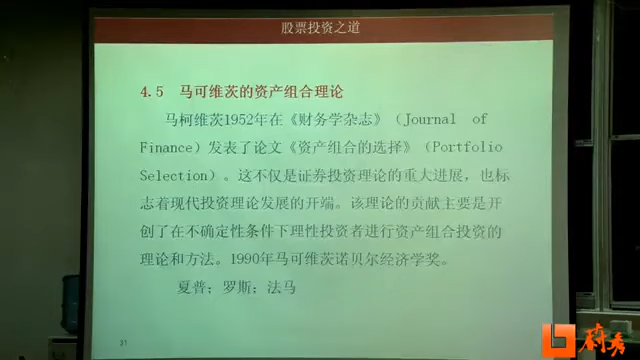 股票投资之道
4.5 马可维茨的资产组合理论
马柯维茨1952年在《财务学杂志》（Journal of
Finance）发表了论文《资产组合的选择》（Portfolio
Selection）。这不仅是证券投资理论的重大进展，也标
志着现代投资理论发展的开端。该理论的贡献主要是开
创了在不确定性条件下理性投资者进行资产组合投资的
理论和方法。1990年马可维茨诺贝尔经济学奖。
夏普；罗斯；法马
31